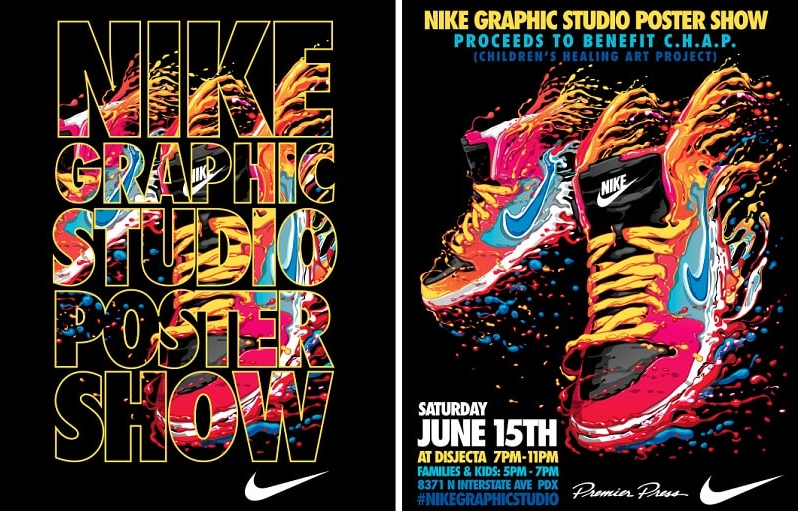 NIKE
GRAPHIC
STUDIO
POSTER
SHOW
NIKE
NIKE GRAPHIC STUDIO POSTER SHOW
PROCEEDS TO BENEFIT C.H.A.P.
(CHILDREN'S HEALING ART PROJECT)
NIKE
SATURDAY
JUNE 15TH
AT DISJECTA 7PM-11PM
FAMILIES & KIDS: 5PM - 7PM
8371 N INTERSTATE AVE PDX
#NIKEGRAPHICSTUDIO
Premier Press